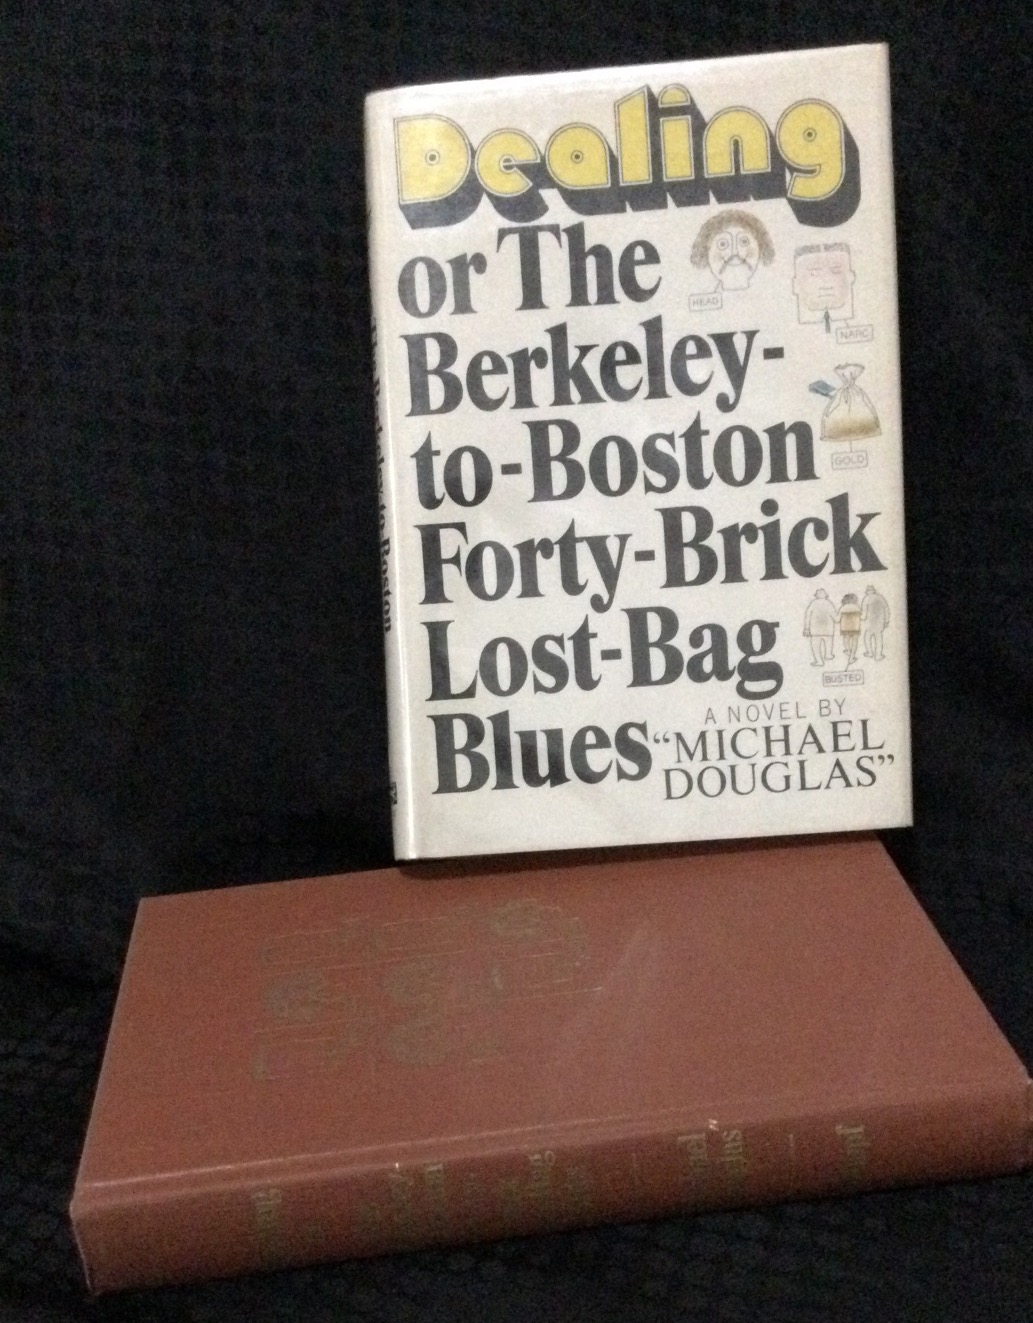 Dealing
or The
HEAD
NARC
Berkeley-
to-Boston
GOLD
Forty-Brick
Lost-Bag
BUSTED
Blues
A NOVEL BY
"MICHAEL
DOUGLAS"